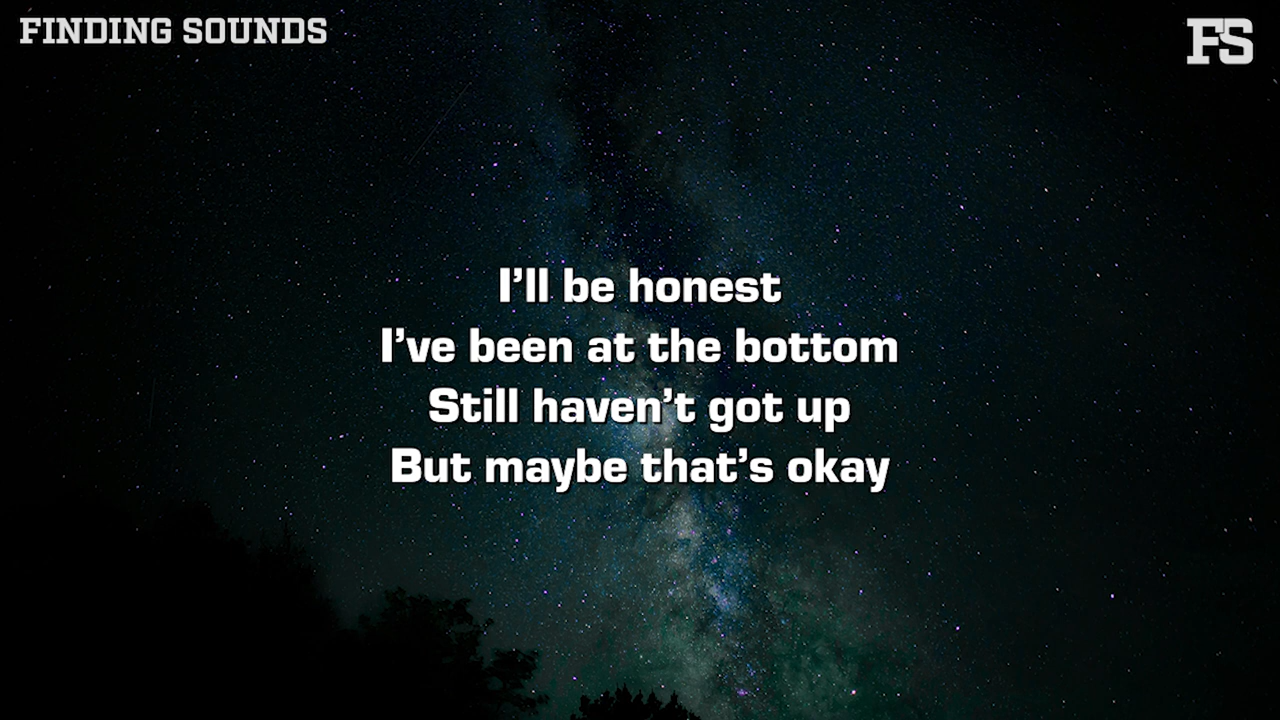 FINDING SOUNDS
FS
I’ll be honest
I’ve been at the bottom
Still haven’t got up
But maybe that’s okay